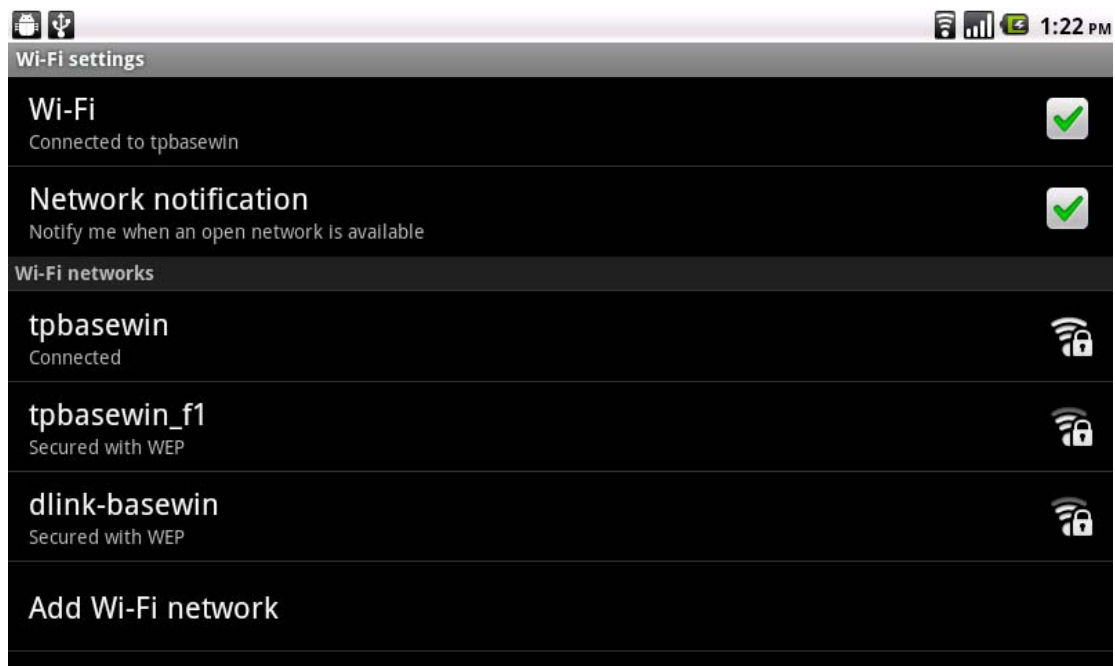 1:22 PM
Wi-Fi settings
Wi-Fi
Connected to tpbasewin
Network notification
Notify me when an open network is available
Wi-Fi networks
tpbasewin
Connected
tpbasewin_f1
Secured with WEP
dlink-basewin
Secured with WEP
Add Wi-Fi network